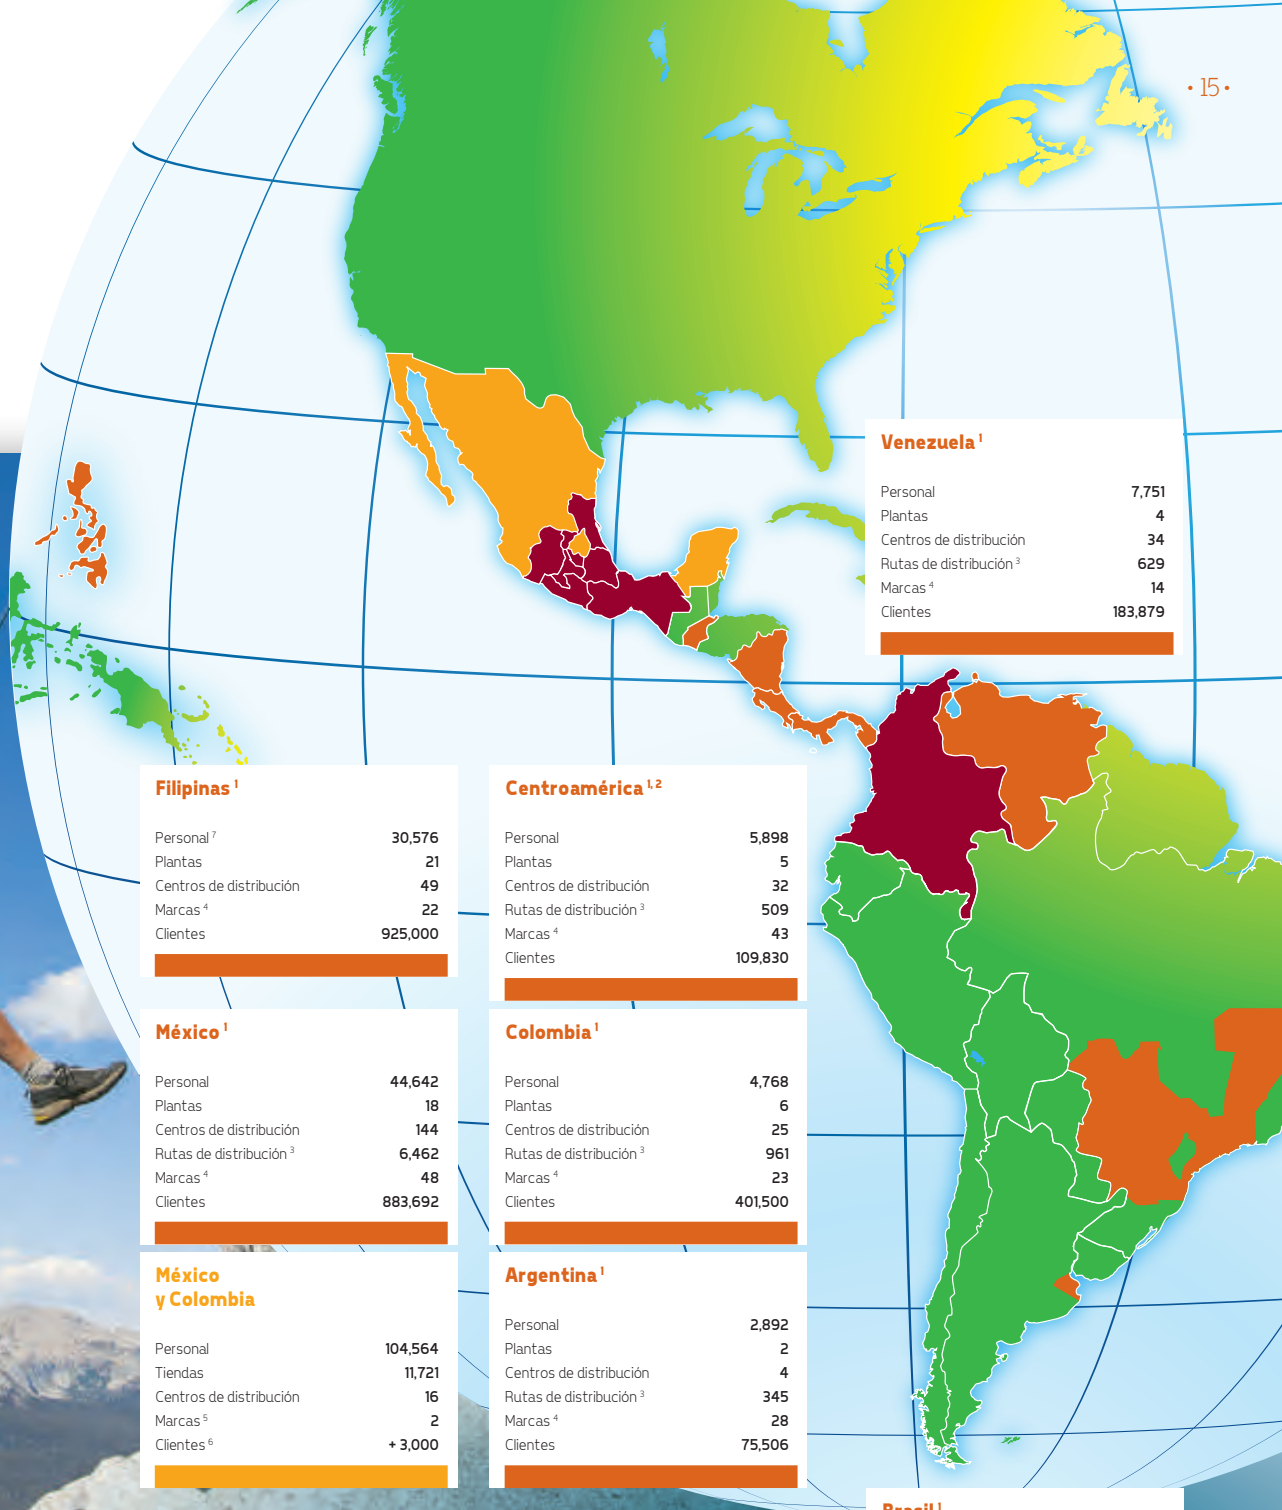 • 15 •
Venezuela 1
Personal 7,751
Plantas 4
Centros de distribución 34
Rutas de distribución 3 629
Marcas 4 14
Clientes 183,879
Filipinas 1
Personal 7 30,576
Plantas 21
Centros de distribución 49
Marcas 4 22
Clientes 925,000
Centroamérica 1, 2
Personal 5,898
Plantas 5
Centros de distribución 32
Rutas de distribución 3 509
Marcas 4 43
Clientes 109,830
México 1
Personal 44,642
Plantas 18
Centros de distribución 144
Rutas de distribución 3 6,462
Marcas 4 48
Clientes 883,692
Colombia 1
Personal 4,768
Plantas 6
Centros de distribución 25
Rutas de distribución 3 961
Marcas 4 23
Clientes 401,500
México
y Colombia
Personal 104,564
Tiendas 11,721
Centros de distribución 16
Marcas 5 2
Clientes 6 + 3,000
Argentina 1
Personal 2,892
Plantas 2
Centros de distribución 4
Rutas de distribución 3 345
Marcas 4 28
Clientes 75,506
Brasil 1